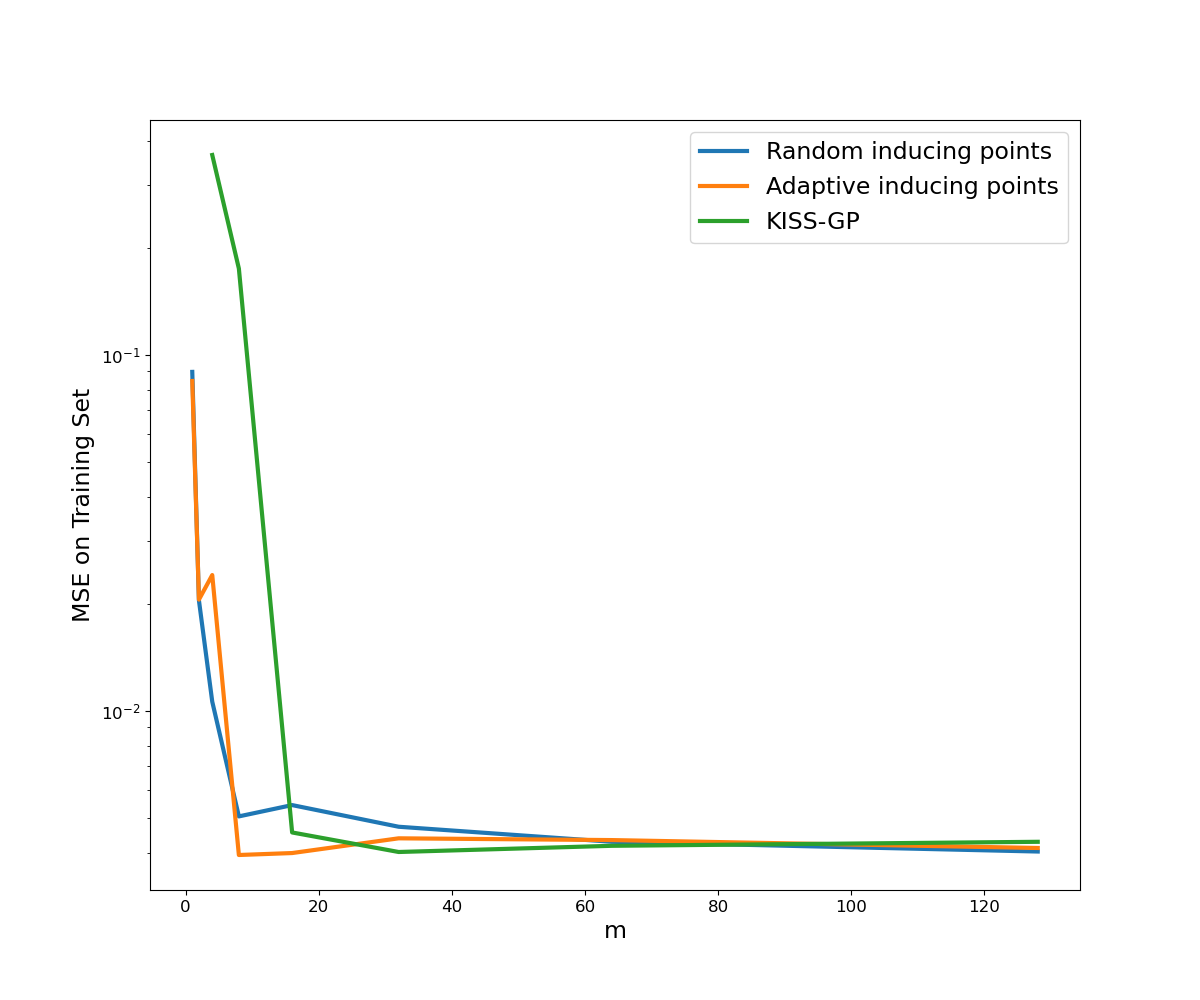 Random inducing points
Adaptive inducing points
KISS-GP
MSE on Training Set
10⁻¹
10⁻²
0 20 40 60 80 100 120
m